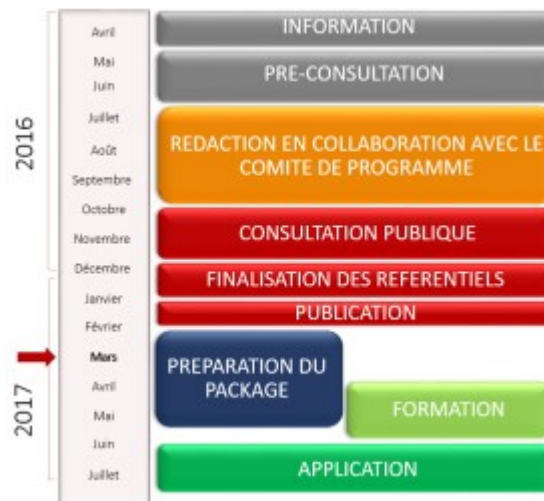 2016
Avril
Mai
Juin
Juillet
Août
Septembre
Octobre
Novembre
Décembre
2017
Janvier
Février
Mars
Avril
Mai
Juin
Juillet
INFORMATION
PRE-CONSULTATION
REDACTION EN COLLABORATION AVEC LE
COMITE DE PROGRAMME
CONSULTATION PUBLIQUE
FINALISATION DES REFERENTIELS
PUBLICATION
PREPARATION DU
PACKAGE
FORMATION
APPLICATION